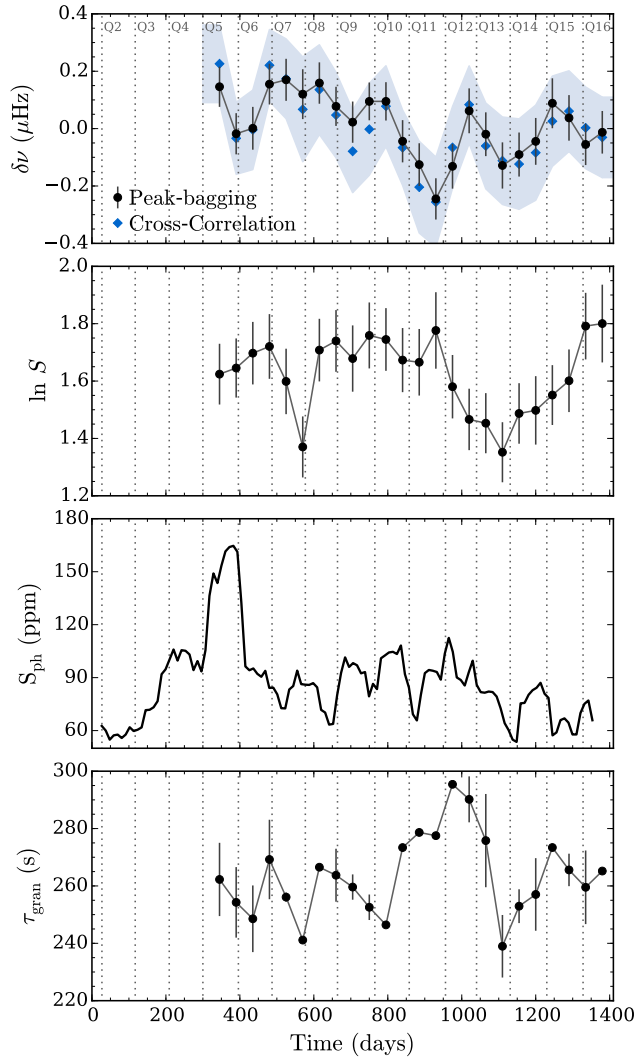 Q2 Q3 Q4 Q5 Q6 Q7 Q8 Q9 Q10 Q11 Q12 Q13 Q14 Q15 Q16
0.4
0.2
0.0
−0.2
−0.4
δν (μHz)
Peak-bagging
Cross-Correlation
2.0
1.8
1.6
1.4
1.2
ln S
180
150
120
90
60
S_ph (ppm)
300
280
260
240
220
τ_gran (s)
0 200 400 600 800 1000 1200 1400
Time (days)